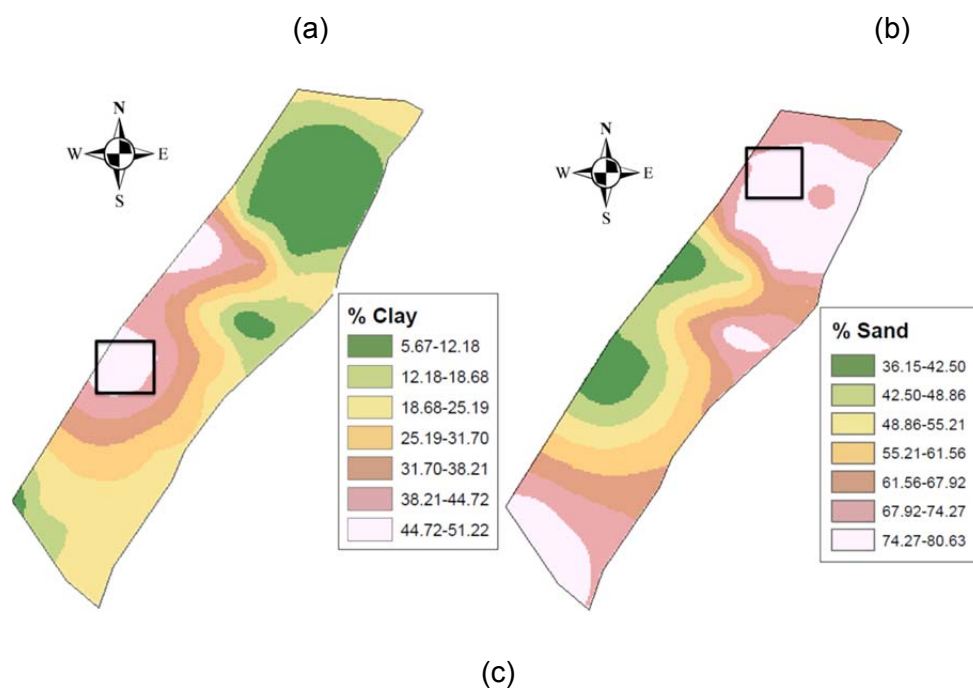 (a)
(b)
N
W E
S
N
W E
S
% Clay
5.67-12.18
12.18-18.68
18.68-25.19
25.19-31.70
31.70-38.21
38.21-44.72
44.72-51.22
% Sand
36.15-42.50
42.50-48.86
48.86-55.21
55.21-61.56
61.56-67.92
67.92-74.27
74.27-80.63
(c)